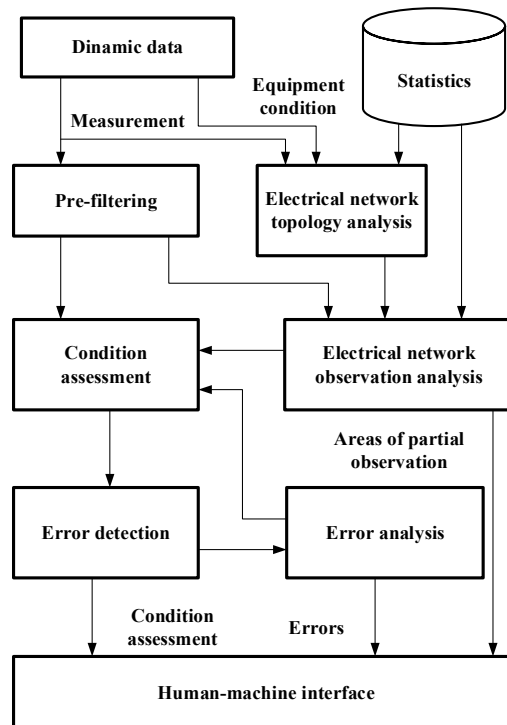 Dinamic data
Statistics
Equipment
condition
Measurement
Pre-filtering
Electrical network
topology analysis
Condition
assessment
Electrical network
observation analysis
Areas of partial
observation
Error detection
Error analysis
Condition
assessment
Errors
Human-machine interface